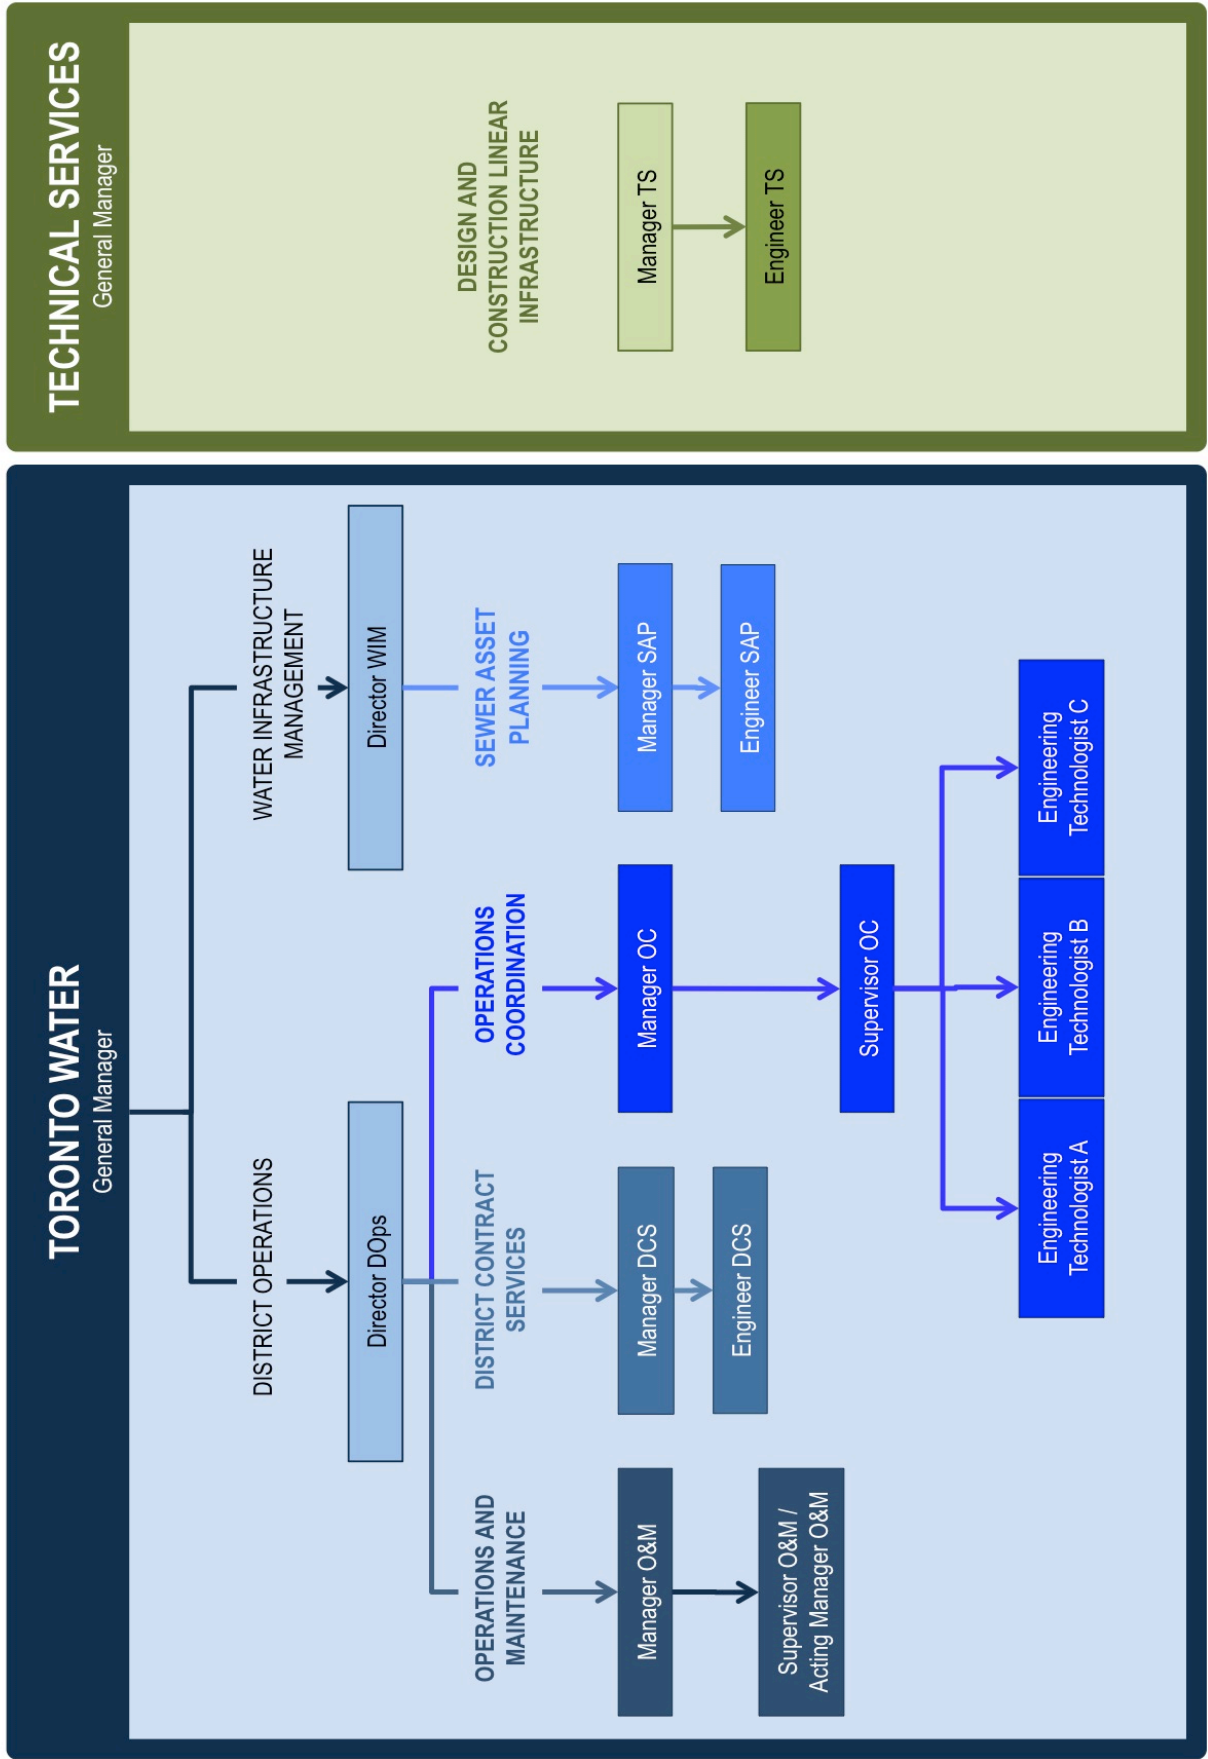 TORONTO WATER
General Manager
DISTRICT OPERATIONS
Director DOps
OPERATIONS AND
MAINTENANCE
Manager O&M
Supervisor O&M /
Acting Manager O&M
DISTRICT CONTRACT
SERVICES
Manager DCS
Engineer DCS
OPERATIONS
COORDINATION
Manager OC
Supervisor OC
Engineering
Technologist A
Engineering
Technologist B
Engineering
Technologist C
WATER INFRASTRUCTURE
MANAGEMENT
Director WIM
SEWER ASSET
PLANNING
Manager SAP
Engineer SAP
TECHNICAL SERVICES
General Manager
DESIGN AND
CONSTRUCTION LINEAR
INFRASTRUCTURE
Manager TS
Engineer TS